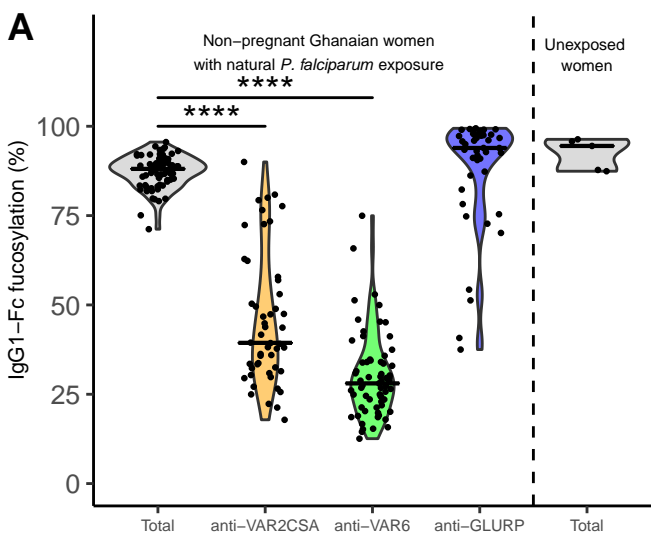 A
Non−pregnant Ghanaian women
with natural P. falciparum exposure
Unexposed
women
****
****
IgG1−Fc fucosylation (%)
100
75
50
25
0
Total
anti−VAR2CSA
anti−VAR6
anti−GLURP
Total